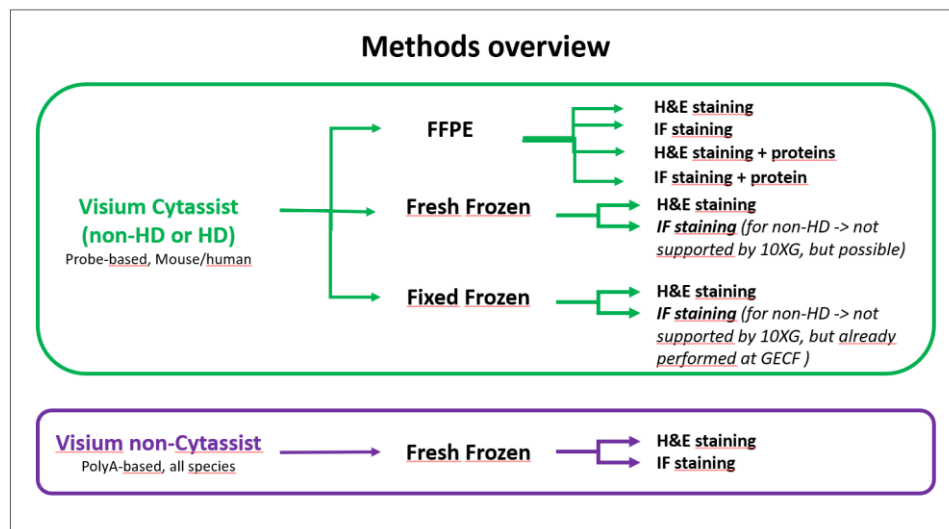 Methods overview
FFPE
H&E staining
IF staining
H&E staining + proteins
IF staining + protein
Visium Cytassist
(non-HD or HD)
Probe-based, Mouse/human
Fresh Frozen
H&E staining
IF staining (for non-HD -> not
supported by 10XG, but possible)
Fixed Frozen
H&E staining
IF staining (for non-HD -> not
supported by 10XG, but already
performed at GECF )
Visium non-Cytassist
PolyA-based, all species
Fresh Frozen
H&E staining
IF staining